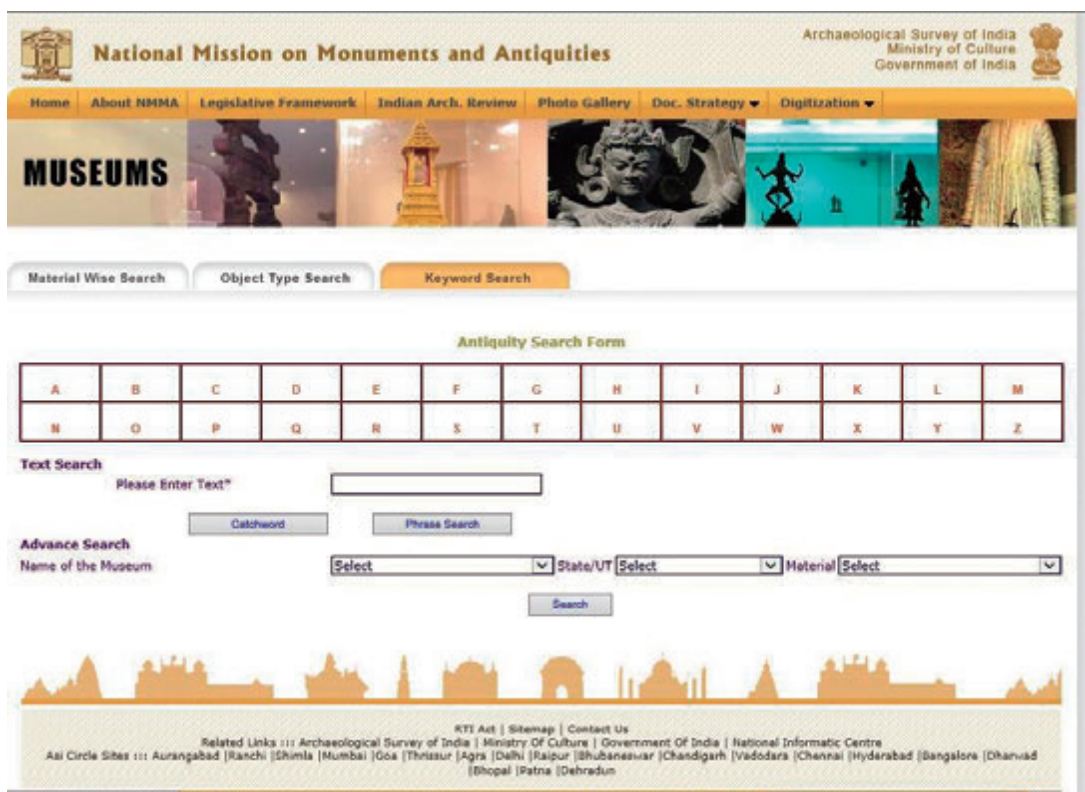 National Mission on Monuments and Antiquities
Archaeological Survey of India
Ministry of Culture
Government of India
Home About NMMA Legislative Framework Indian Arch. Review Photo Gallery Doc. Strategy Digitization
MUSEUMS
Material Wise Search Object Type Search Keyword Search
Antiquity Search Form
A B C D E F G H I J K L M
N O P Q R S T U V W X Y Z
Text Search
Please Enter Text*
Catchword Phrase Search
Advance Search
Name of the Museum Select State/UT Select Material Select
Search
RTI Act | Sitemap | Contact Us
Related Links ::: Archaeological Survey of India | Ministry Of Culture | Government Of India | National Informatic Centre
Asi Circle Sites ::: Aurangabad |Ranchi |Shimla |Mumbai |Goa |Thrissur |Agra |Delhi |Raipur |Bhubaneswar |Chandigarh |Vadodara |Chennai |Hyderabad |Bangalore |Dharwad
|Bhopal |Patna |Dehradun